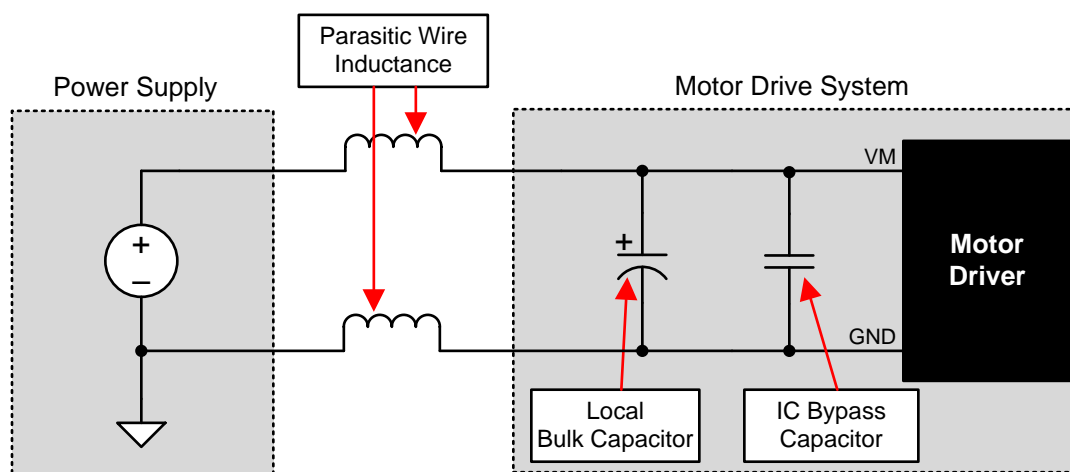 Parasitic Wire
Inductance
Power Supply
Motor Drive System
VM
+
+
−
Motor
Driver
GND
Local
Bulk Capacitor
IC Bypass
Capacitor